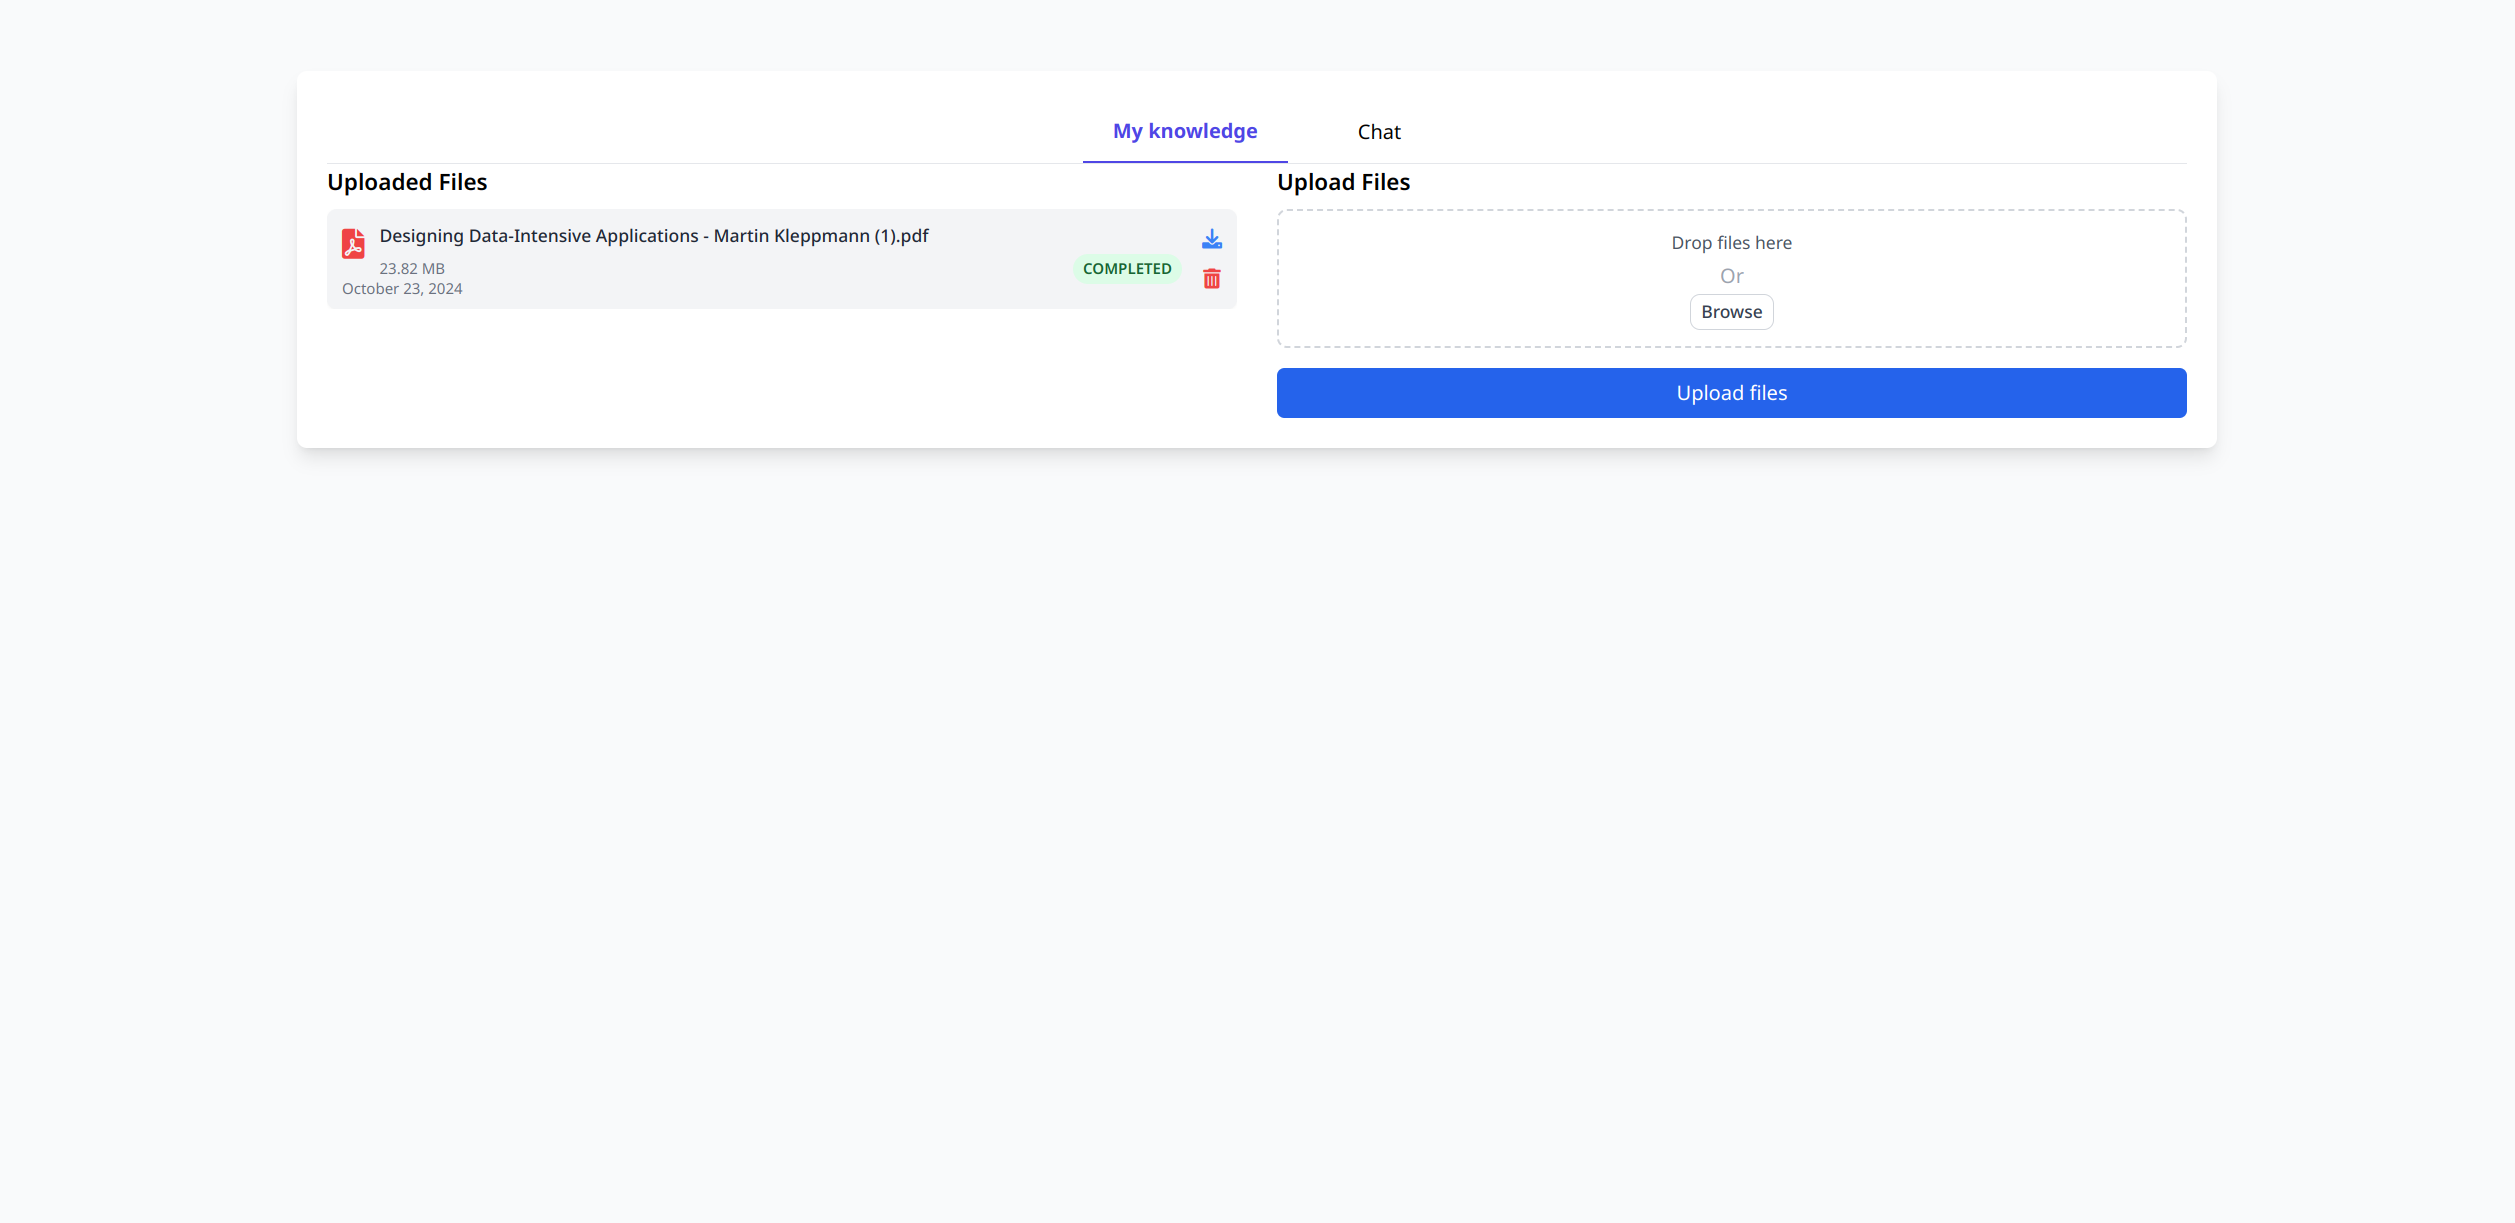 My knowledge
Chat
Uploaded Files
Designing Data-Intensive Applications - Martin Kleppmann (1).pdf
23.82 MB
October 23, 2024
COMPLETED
Upload Files
Drop files here
Or
Browse
Upload files